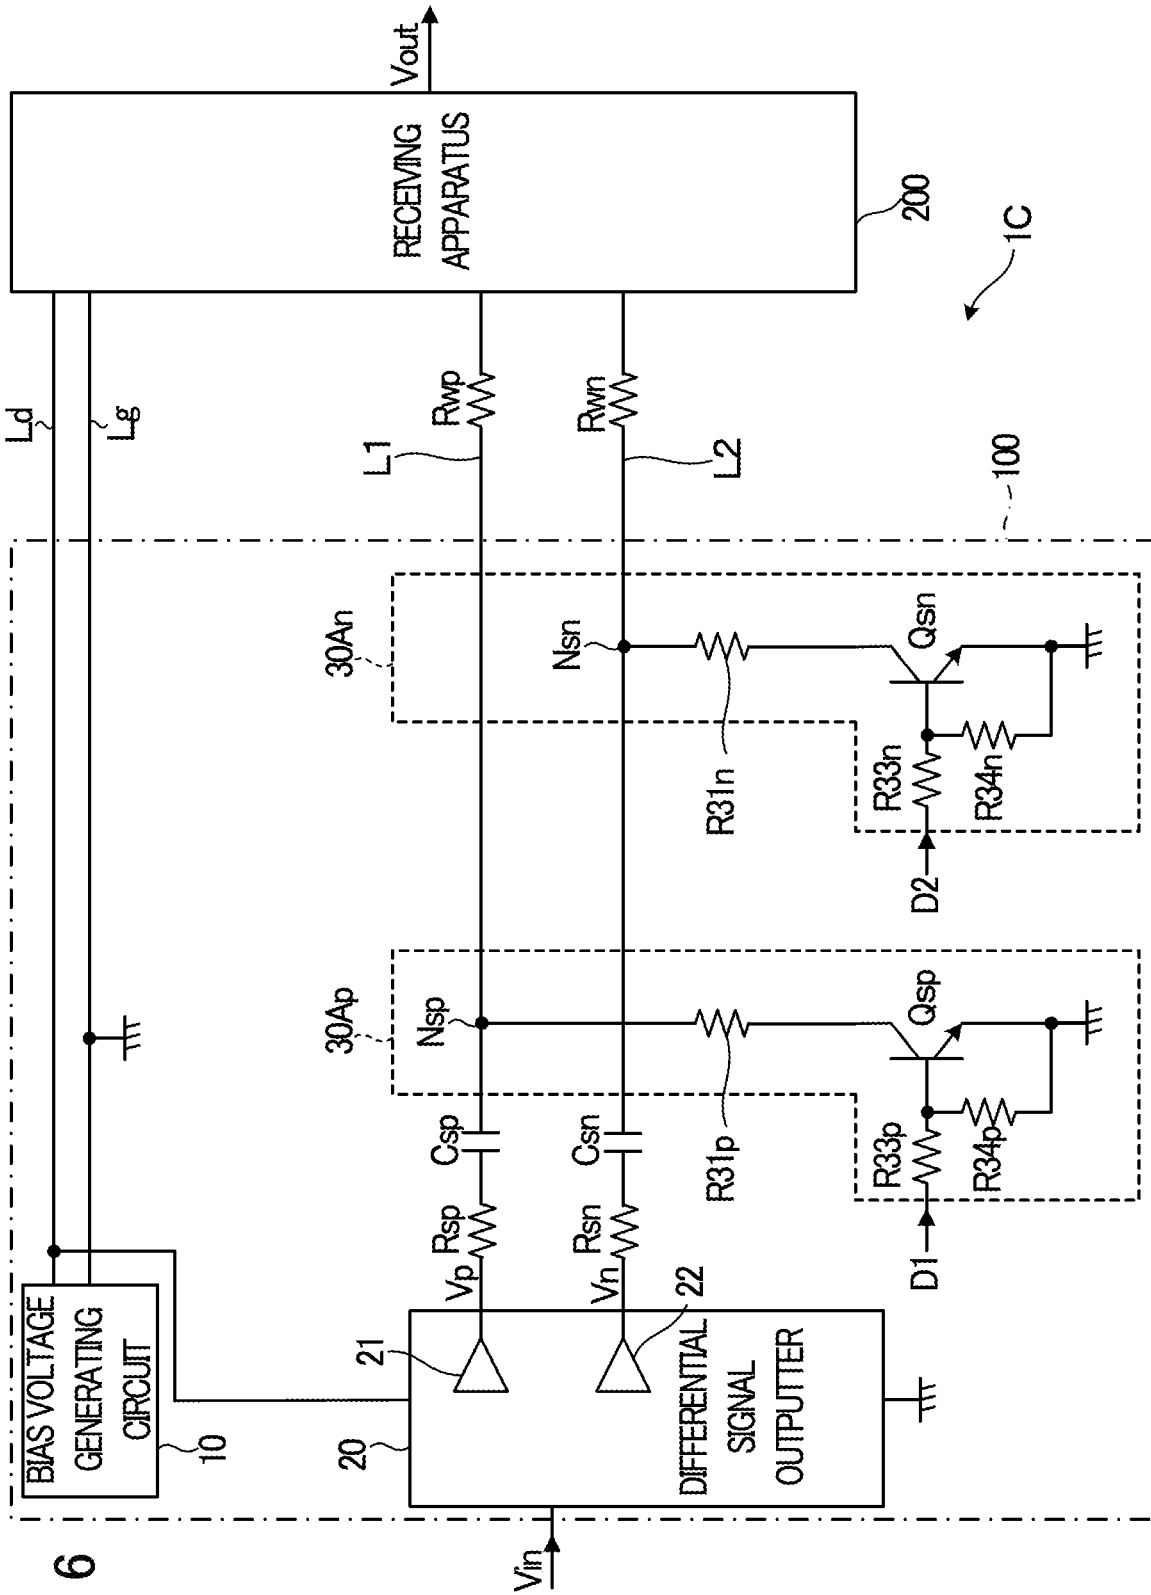 6
BIAS VOLTAGE
GENERATING
CIRCUIT
10
Ld
Lg
RECEIVING
APPARATUS
200
Vout
1C
100
Vin
20
21
22
DIFFERENTIAL
SIGNAL
OUTPUTTER
Vp
Rsp
Csp
Nsp
L1
Rwp
Vn
Rsn
Csn
Nsn
L2
Rwn
30Ap
R31p
Qsp
D1
R33p
R34p
30An
R31n
Qsn
D2
R33n
R34n